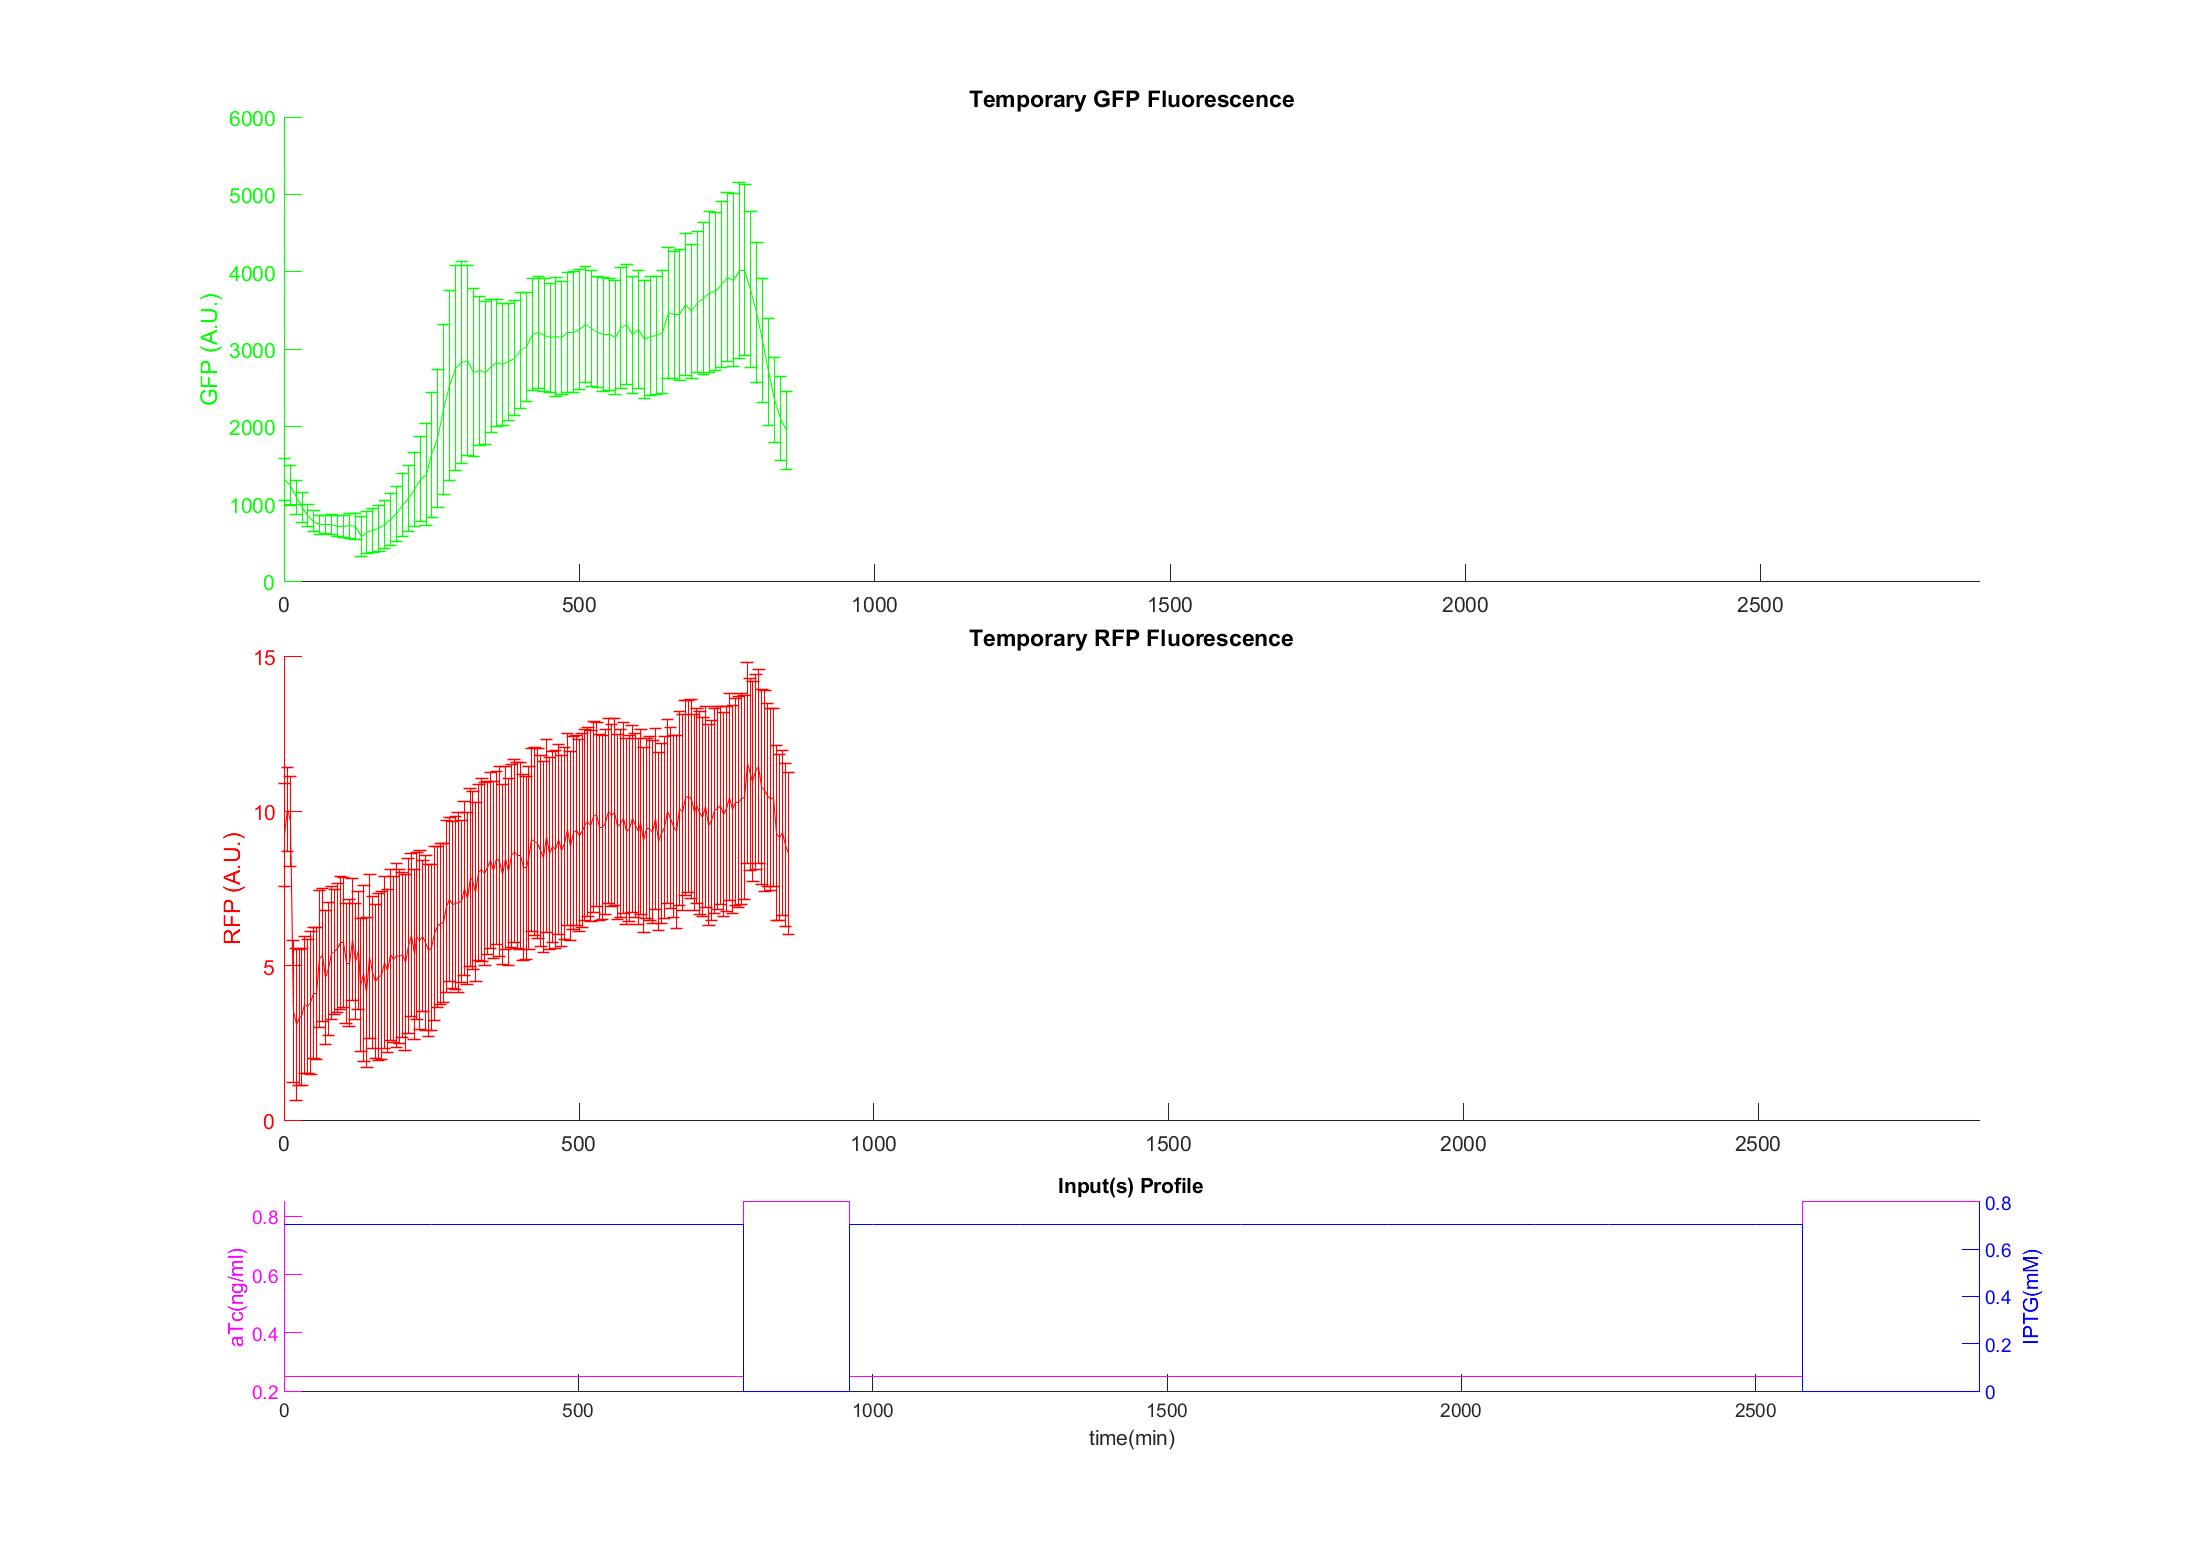 Temporary GFP Fluorescence
6000
5000
4000
3000
2000
1000
0
GFP (A.U.)
0 500 1000 1500 2000 2500
Temporary RFP Fluorescence
15
10
5
0
RFP (A.U.)
0 500 1000 1500 2000 2500
Input(s) Profile
0.8
0.6
0.4
0.2
aTc(ng/ml)
0.8
0.6
0.4
0.2
0
IPTG(mM)
0 500 1000 1500 2000 2500
time(min)